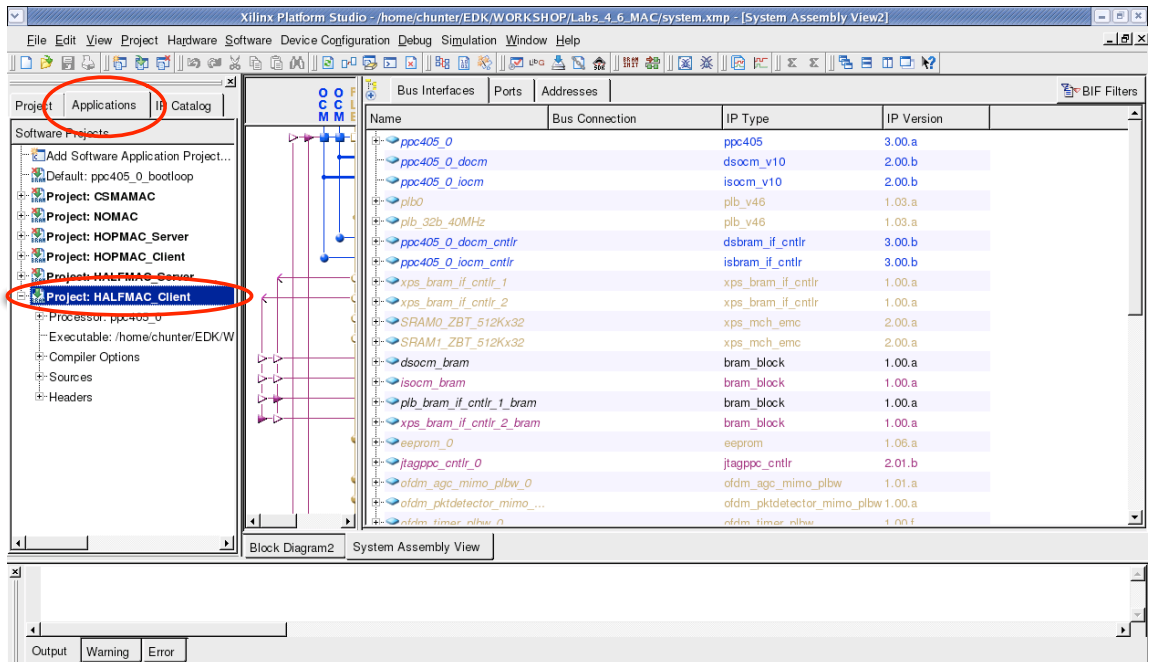 Xilinx Platform Studio - /home/chunter/EDK/WORKSHOP/Labs_4_6_MAC/system.xmp - [System Assembly View2]
File Edit View Project Hardware Software Device Configuration Debug Simulation Window Help
Project Applications IP Catalog
Software Projects
Add Software Application Project...
Default: ppc405_0_bootloop
Project: CSMAMAC
Project: NOMAC
Project: HOPMAC_Server
Project: HOPMAC_Client
Project: HALFMAC_Server
Project: HALFMAC_Client
Processor: ppc405_0
Executable: /home/chunter/EDK/W
Compiler Options
Sources
Headers
O O
C C
M M
Bus Interfaces Ports Addresses BIF Filters
Name Bus Connection IP Type IP Version
ppc405_0 ppc405 3.00.a
ppc405_0_docm dsocm_v10 2.00.b
ppc405_0_iocm isocm_v10 2.00.b
plb0 plb_v46 1.03.a
plb_32b_40MHz plb_v46 1.03.a
ppc405_0_docm_cntlr dsbram_if_cntlr 3.00.b
ppc405_0_iocm_cntlr isbram_if_cntlr 3.00.b
xps_bram_if_cntlr_1 xps_bram_if_cntlr 1.00.a
xps_bram_if_cntlr_2 xps_bram_if_cntlr 1.00.a
SRAM0_ZBT_512Kx32 xps_mch_emc 2.00.a
SRAM1_ZBT_512Kx32 xps_mch_emc 2.00.a
dsocm_bram bram_block 1.00.a
isocm_bram bram_block 1.00.a
plb_bram_if_cntlr_1_bram bram_block 1.00.a
xps_bram_if_cntlr_2_bram bram_block 1.00.a
eeprom_0 eeprom 1.06.a
jtagppc_cntlr_0 jtagppc_cntlr 2.01.b
ofdm_agc_mimo_plbw_0 ofdm_agc_mimo_plbw 1.01.a
ofdm_pktdetector_mimo_... ofdm_pktdetector_mimo_plbw 1.00.a
ofdm_timer_plbw_0 ofdm_timer_plbw 1.00.f
Block Diagram2 System Assembly View
Output Warning Error